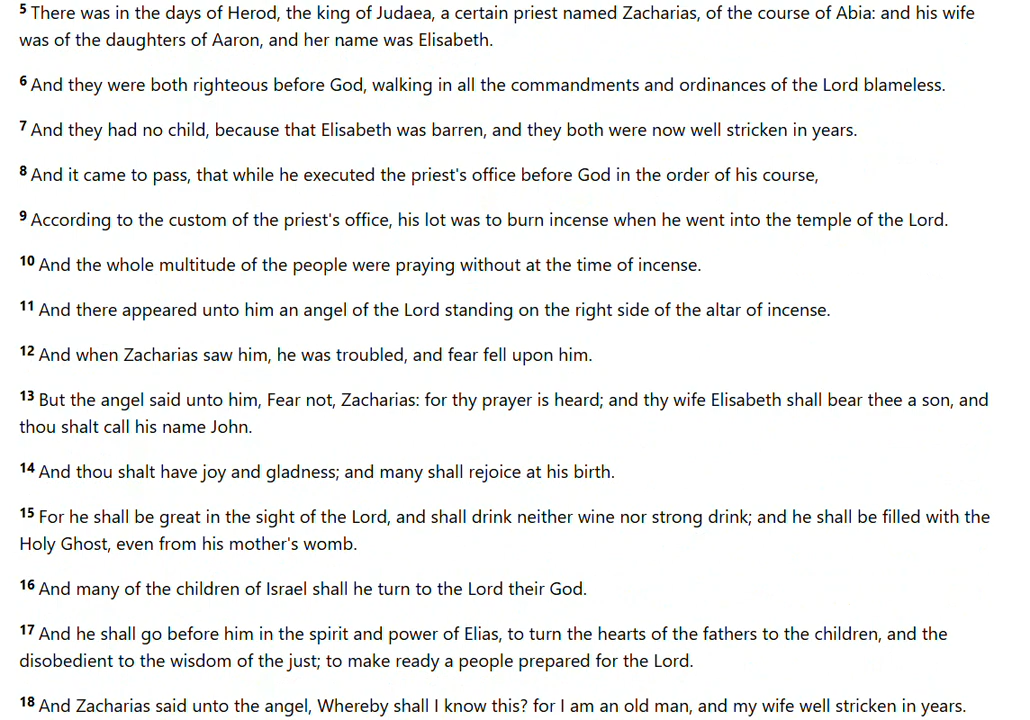 5 There was in the days of Herod, the king of Judaea, a certain priest named Zacharias, of the course of Abia: and his wife
was of the daughters of Aaron, and her name was Elisabeth.
6 And they were both righteous before God, walking in all the commandments and ordinances of the Lord blameless.
7 And they had no child, because that Elisabeth was barren, and they both were now well stricken in years.
8 And it came to pass, that while he executed the priest's office before God in the order of his course,
9 According to the custom of the priest's office, his lot was to burn incense when he went into the temple of the Lord.
10 And the whole multitude of the people were praying without at the time of incense.
11 And there appeared unto him an angel of the Lord standing on the right side of the altar of incense.
12 And when Zacharias saw him, he was troubled, and fear fell upon him.
13 But the angel said unto him, Fear not, Zacharias: for thy prayer is heard; and thy wife Elisabeth shall bear thee a son, and
thou shalt call his name John.
14 And thou shalt have joy and gladness; and many shall rejoice at his birth.
15 For he shall be great in the sight of the Lord, and shall drink neither wine nor strong drink; and he shall be filled with the
Holy Ghost, even from his mother's womb.
16 And many of the children of Israel shall he turn to the Lord their God.
17 And he shall go before him in the spirit and power of Elias, to turn the hearts of the fathers to the children, and the
disobedient to the wisdom of the just; to make ready a people prepared for the Lord.
18 And Zacharias said unto the angel, Whereby shall I know this? for I am an old man, and my wife well stricken in years.